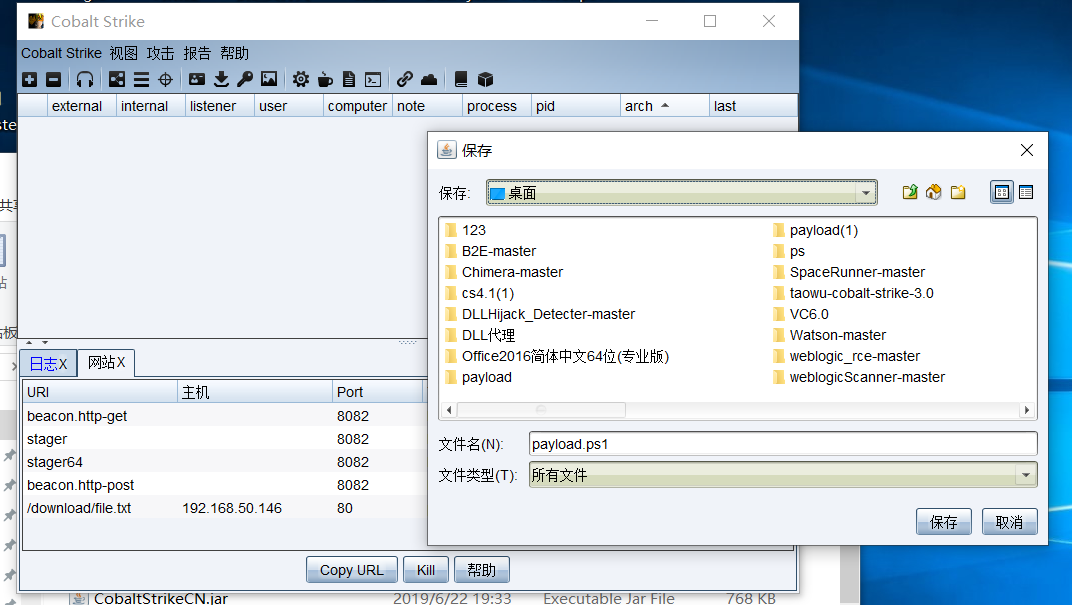 Cobalt Strike
Cobalt Strike 视图 攻击 报告 帮助
external internal listener user computer note process pid arch last
ste
共享
站
日志X 网站X
URI 主机 Port
beacon.http-get 8082
stager 8082
stager64 8082
beacon.http-post 8082
/download/file.txt 192.168.50.146 80
Copy URL Kill 帮助
CobaltStrikeCN.jar 2019/6/22 19:33 Executable Jar File 768 KB
保存
保存: 桌面
123
B2E-master
Chimera-master
cs4.1(1)
DLLHijack_Detecter-master
DLL代理
Office2016简体中文64位(专业版)
payload
payload(1)
ps
SpaceRunner-master
taowu-cobalt-strike-3.0
VC6.0
Watson-master
weblogic_rce-master
weblogicScanner-master
文件名(N): payload.ps1
文件类型(T): 所有文件
保存 取消